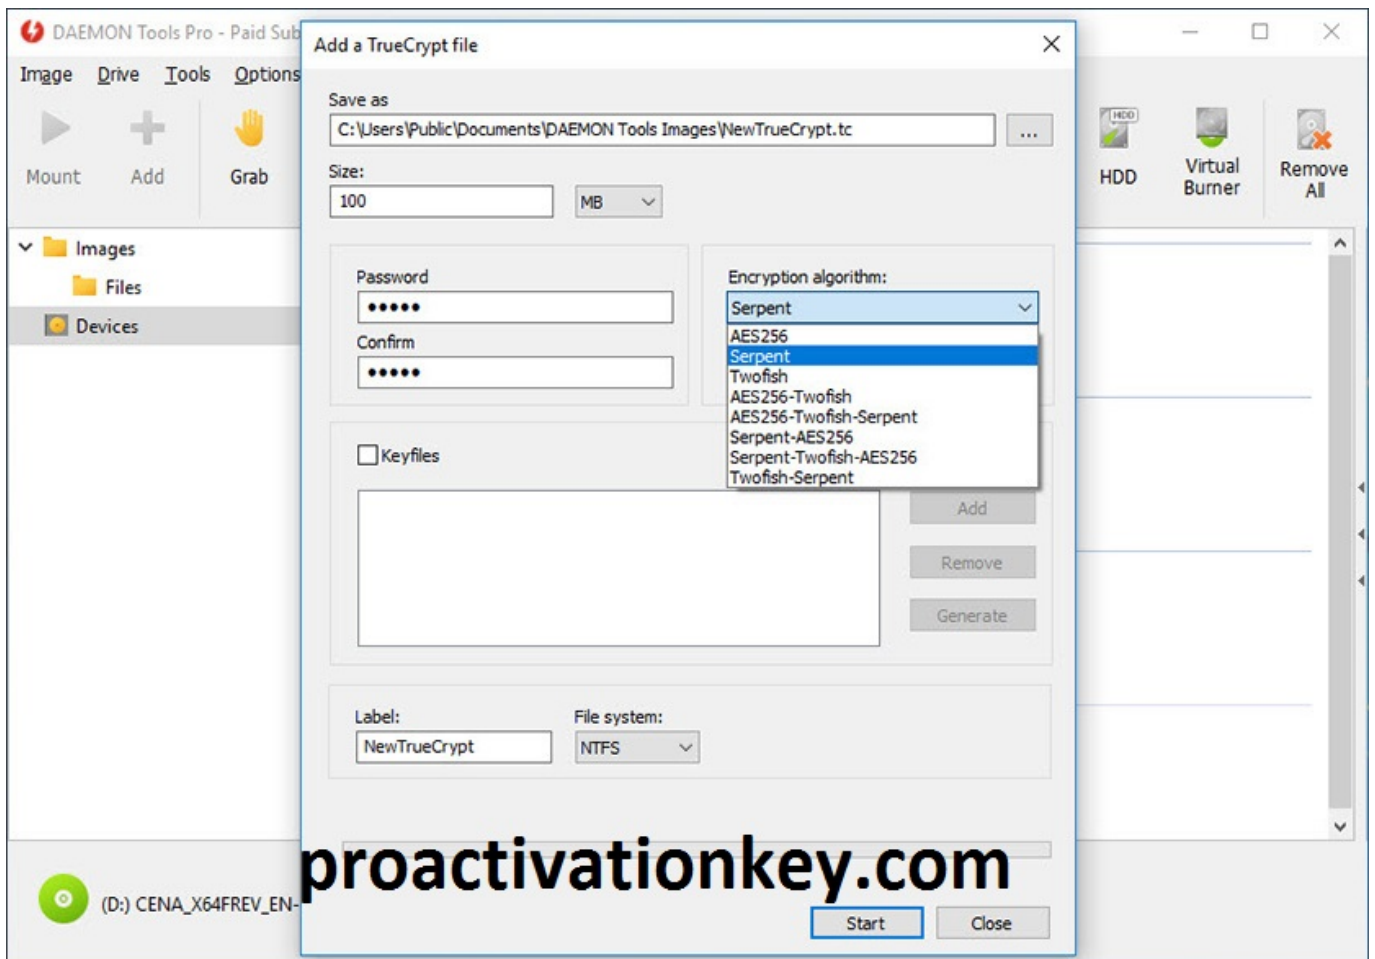 DAEMON Tools Pro - Paid Sub
Image Drive Tools Options
Mount Add Grab
HDD Virtual Burner Remove All
Images
Files
Devices
(D:) CENA_X64FREV_EN-
Add a TrueCrypt file
Save as
C:\Users\Public\Documents\DAEMON Tools Images\NewTrueCrypt.tc ...
Size:
100 MB
Password
•••••
Confirm
•••••
Encryption algorithm:
Serpent
AES256
Serpent
Twofish
AES256-Twofish
AES256-Twofish-Serpent
Serpent-AES256
Serpent-Twofish-AES256
Twofish-Serpent
Keyfiles
Add
Remove
Generate
Label: File system:
NewTrueCrypt NTFS
proactivationkey.com
Start Close